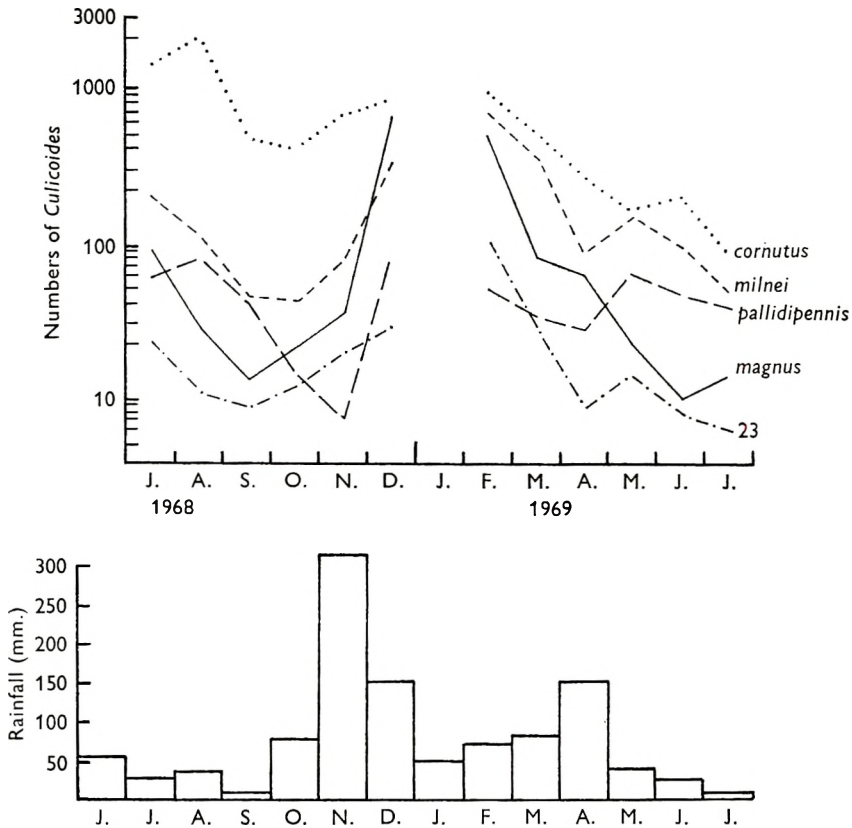 3000
1000
100
10
Numbers of Culicoides
cornutus
milnei
pallidipennis
magnus
23
J. A. S. O. N. D. J. F. M. A. M. J. J.
1968 1969
300
250
200
150
100
50
Rainfall (mm.)
J. J. A. S. O. N. D. J. F. M. A. M. J. J.